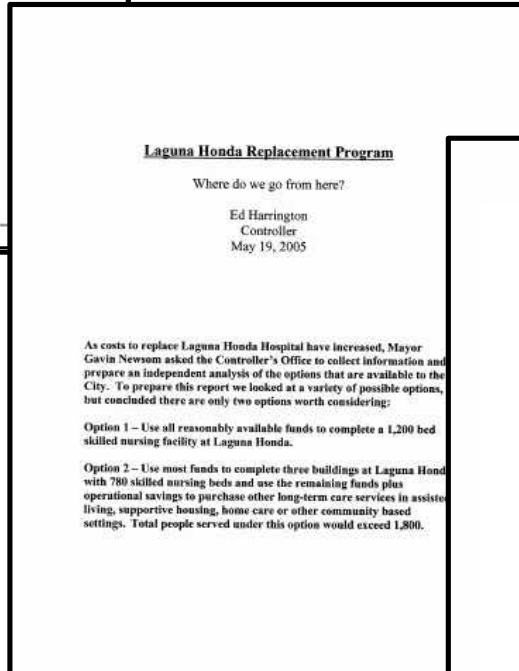 Laguna Honda Replacement Program
Where do we go from here?
Ed Harrington
Controller
May 19, 2005
As costs to replace Laguna Honda Hospital have increased, Mayor
Gavin Newsom asked the Controller's Office to collect information and
prepare an independent analysis of the options that are available to the
City. To prepare this report we looked at a variety of possible options,
but concluded there are only two options worth considering:
Option 1 – Use all reasonably available funds to complete a 1,200 bed
skilled nursing facility at Laguna Honda.
Option 2 – Use most funds to complete three buildings at Laguna Hond
with 780 skilled nursing beds and use the remaining funds plus
operational savings to purchase other long-term care services in assiste
living, supportive housing, home care or other community based
settings. Total people served under this option would exceed 1,800.